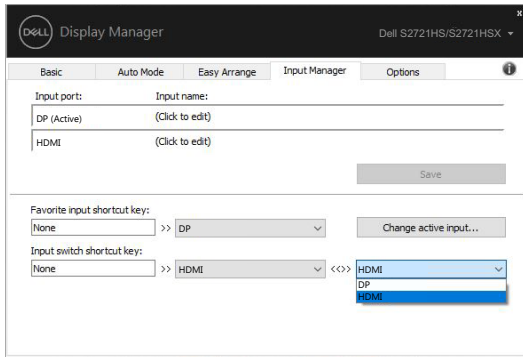 DELL Display Manager
Dell S2721HS/S2721HSX
Basic Auto Mode Easy Arrange Input Manager Options
Input port: Input name:
DP (Active) (Click to edit)
HDMI (Click to edit)
Save
Favorite input shortcut key:
None >> DP Change active input...
Input switch shortcut key:
None >> HDMI <<>> HDMI
DP
HDMI